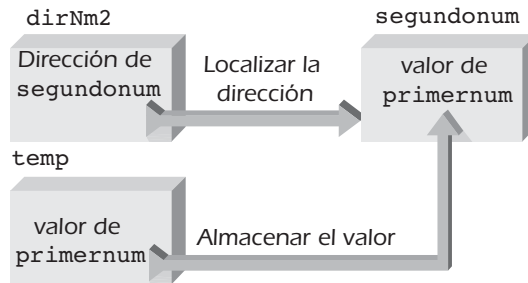 dirNm2
segundonum
Dirección de
segundonum
Localizar la
dirección
valor de
primernum
temp
valor de
primernum
Almacenar el valor